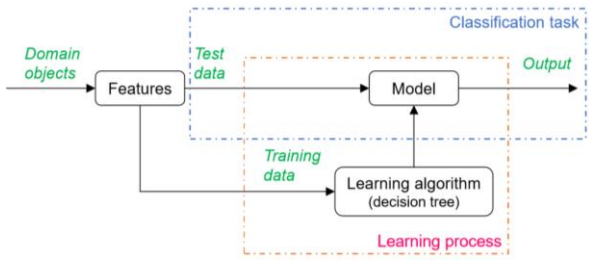 Classification task
Domain
objects
Test
data
Output
Features
Model
Training
data
Learning algorithm
(decision tree)
Learning process